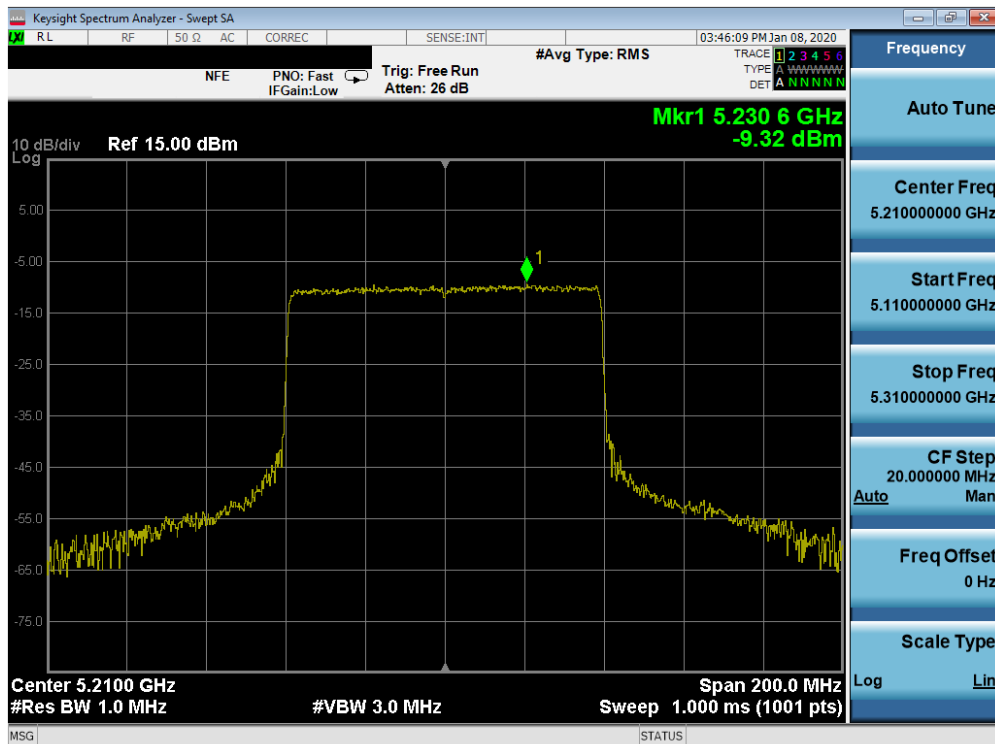 Keysight Spectrum Analyzer - Swept SA
LXI RL RF 50 Ω AC CORREC SENSE:INT 03:46:09 PM Jan 08, 2020
#Avg Type: RMS
TRACE 1 2 3 4 5 6
TYPE A WWWWW
DET A N N N N N
NFE PNO: Fast Trig: Free Run
IFGain:Low Atten: 26 dB
Mkr1 5.230 6 GHz
-9.32 dBm
10 dB/div Ref 15.00 dBm
Log
1
5.00
-5.00
-15.0
-25.0
-35.0
-45.0
-55.0
-65.0
-75.0
Center 5.2100 GHz Span 200.0 MHz
#Res BW 1.0 MHz #VBW 3.0 MHz Sweep 1.000 ms (1001 pts)
MSG STATUS
Frequency
Auto Tune
Center Freq
5.210000000 GHz
Start Freq
5.110000000 GHz
Stop Freq
5.310000000 GHz
CF Step
20.000000 MHz
Auto Man
Freq Offset
0 Hz
Scale Type
Log Lin